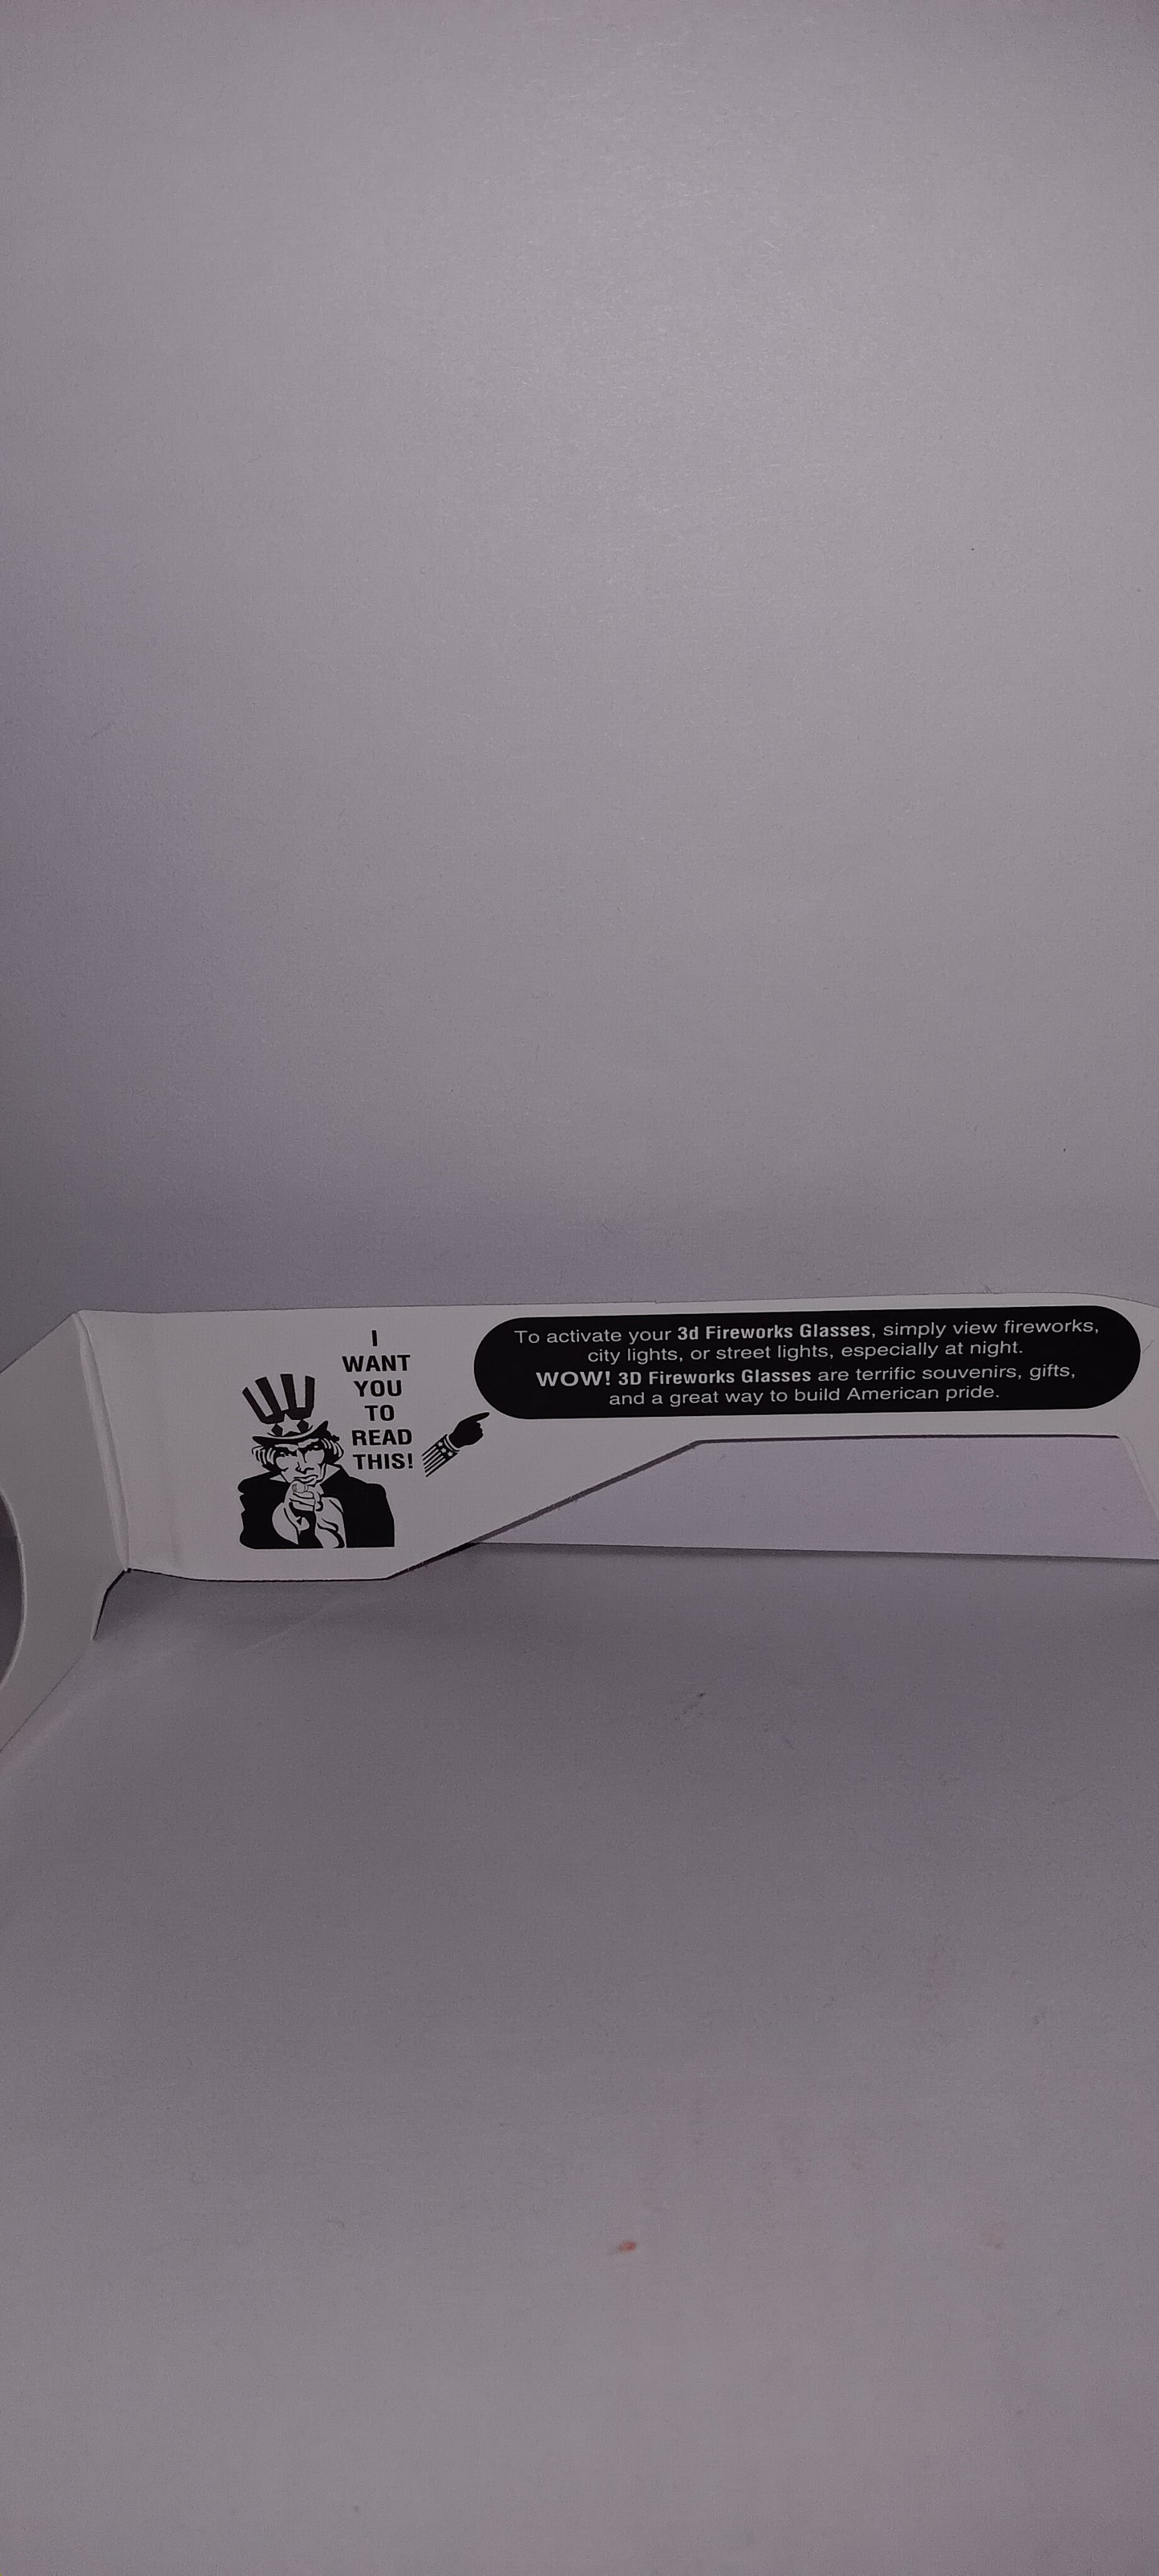 I
WANT
YOU
TO
READ
THIS!
To activate your 3d Fireworks Glasses, simply view fireworks,
city lights, or street lights, especially at night.
WOW! 3D Fireworks Glasses are terrific souvenirs, gifts,
and a great way to build American pride.